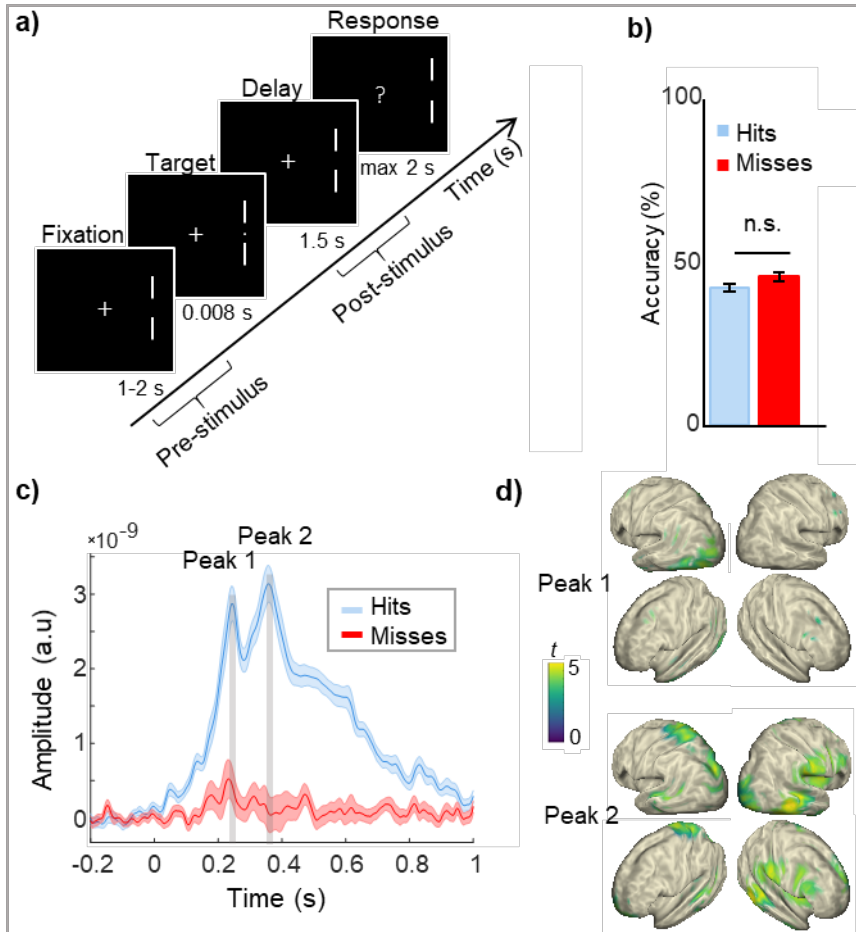 a)
Response
?
Delay
+
max 2 s
Target
+
1.5 s
Fixation
+
0.008 s
1-2 s
Time (s)
Pre-stimulus
Post-stimulus
b)
100
Hits
Misses
n.s.
50
0
Accuracy (%)
c)
×10⁻⁹
Peak 1
Peak 2
3
2
1
0
Hits
Misses
Amplitude (a.u)
-0.2 0 0.2 0.4 0.6 0.8 1
Time (s)
d)
Peak 1
t
5
0
Peak 2